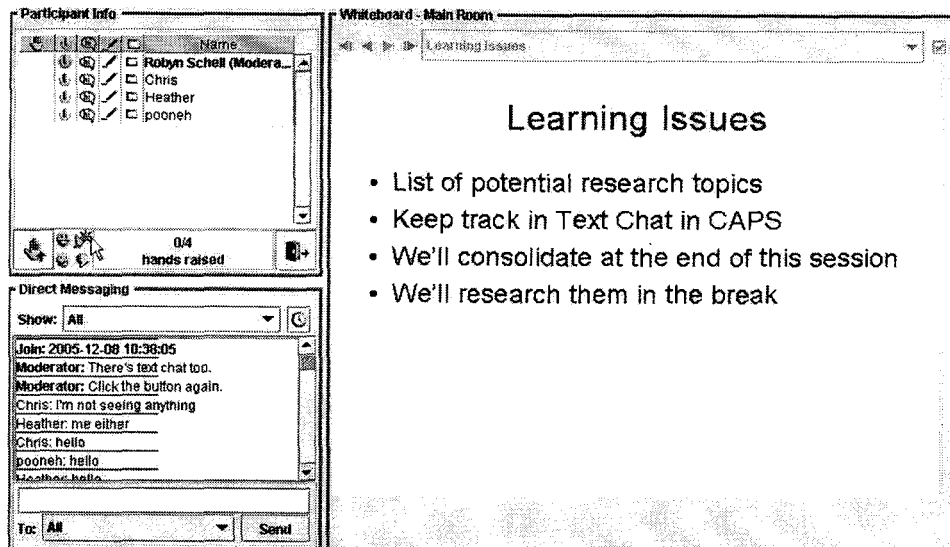 Participant Info
Name
Robyn Schell (Modera...
Chris
Heather
pooneh
0/4
hands raised
Direct Messaging
Show: All
Join: 2005-12-08 10:38:05
Moderator: There's text chat too.
Moderator: Click the button again.
Chris: I'm not seeing anything
Heather: me either
Chris: hello
pooneh: hello
Heather: hello
To: All
Send
Whiteboard - Main Room
Learning Issues
Learning Issues
• List of potential research topics
• Keep track in Text Chat in CAPS
• We'll consolidate at the end of this session
• We'll research them in the break